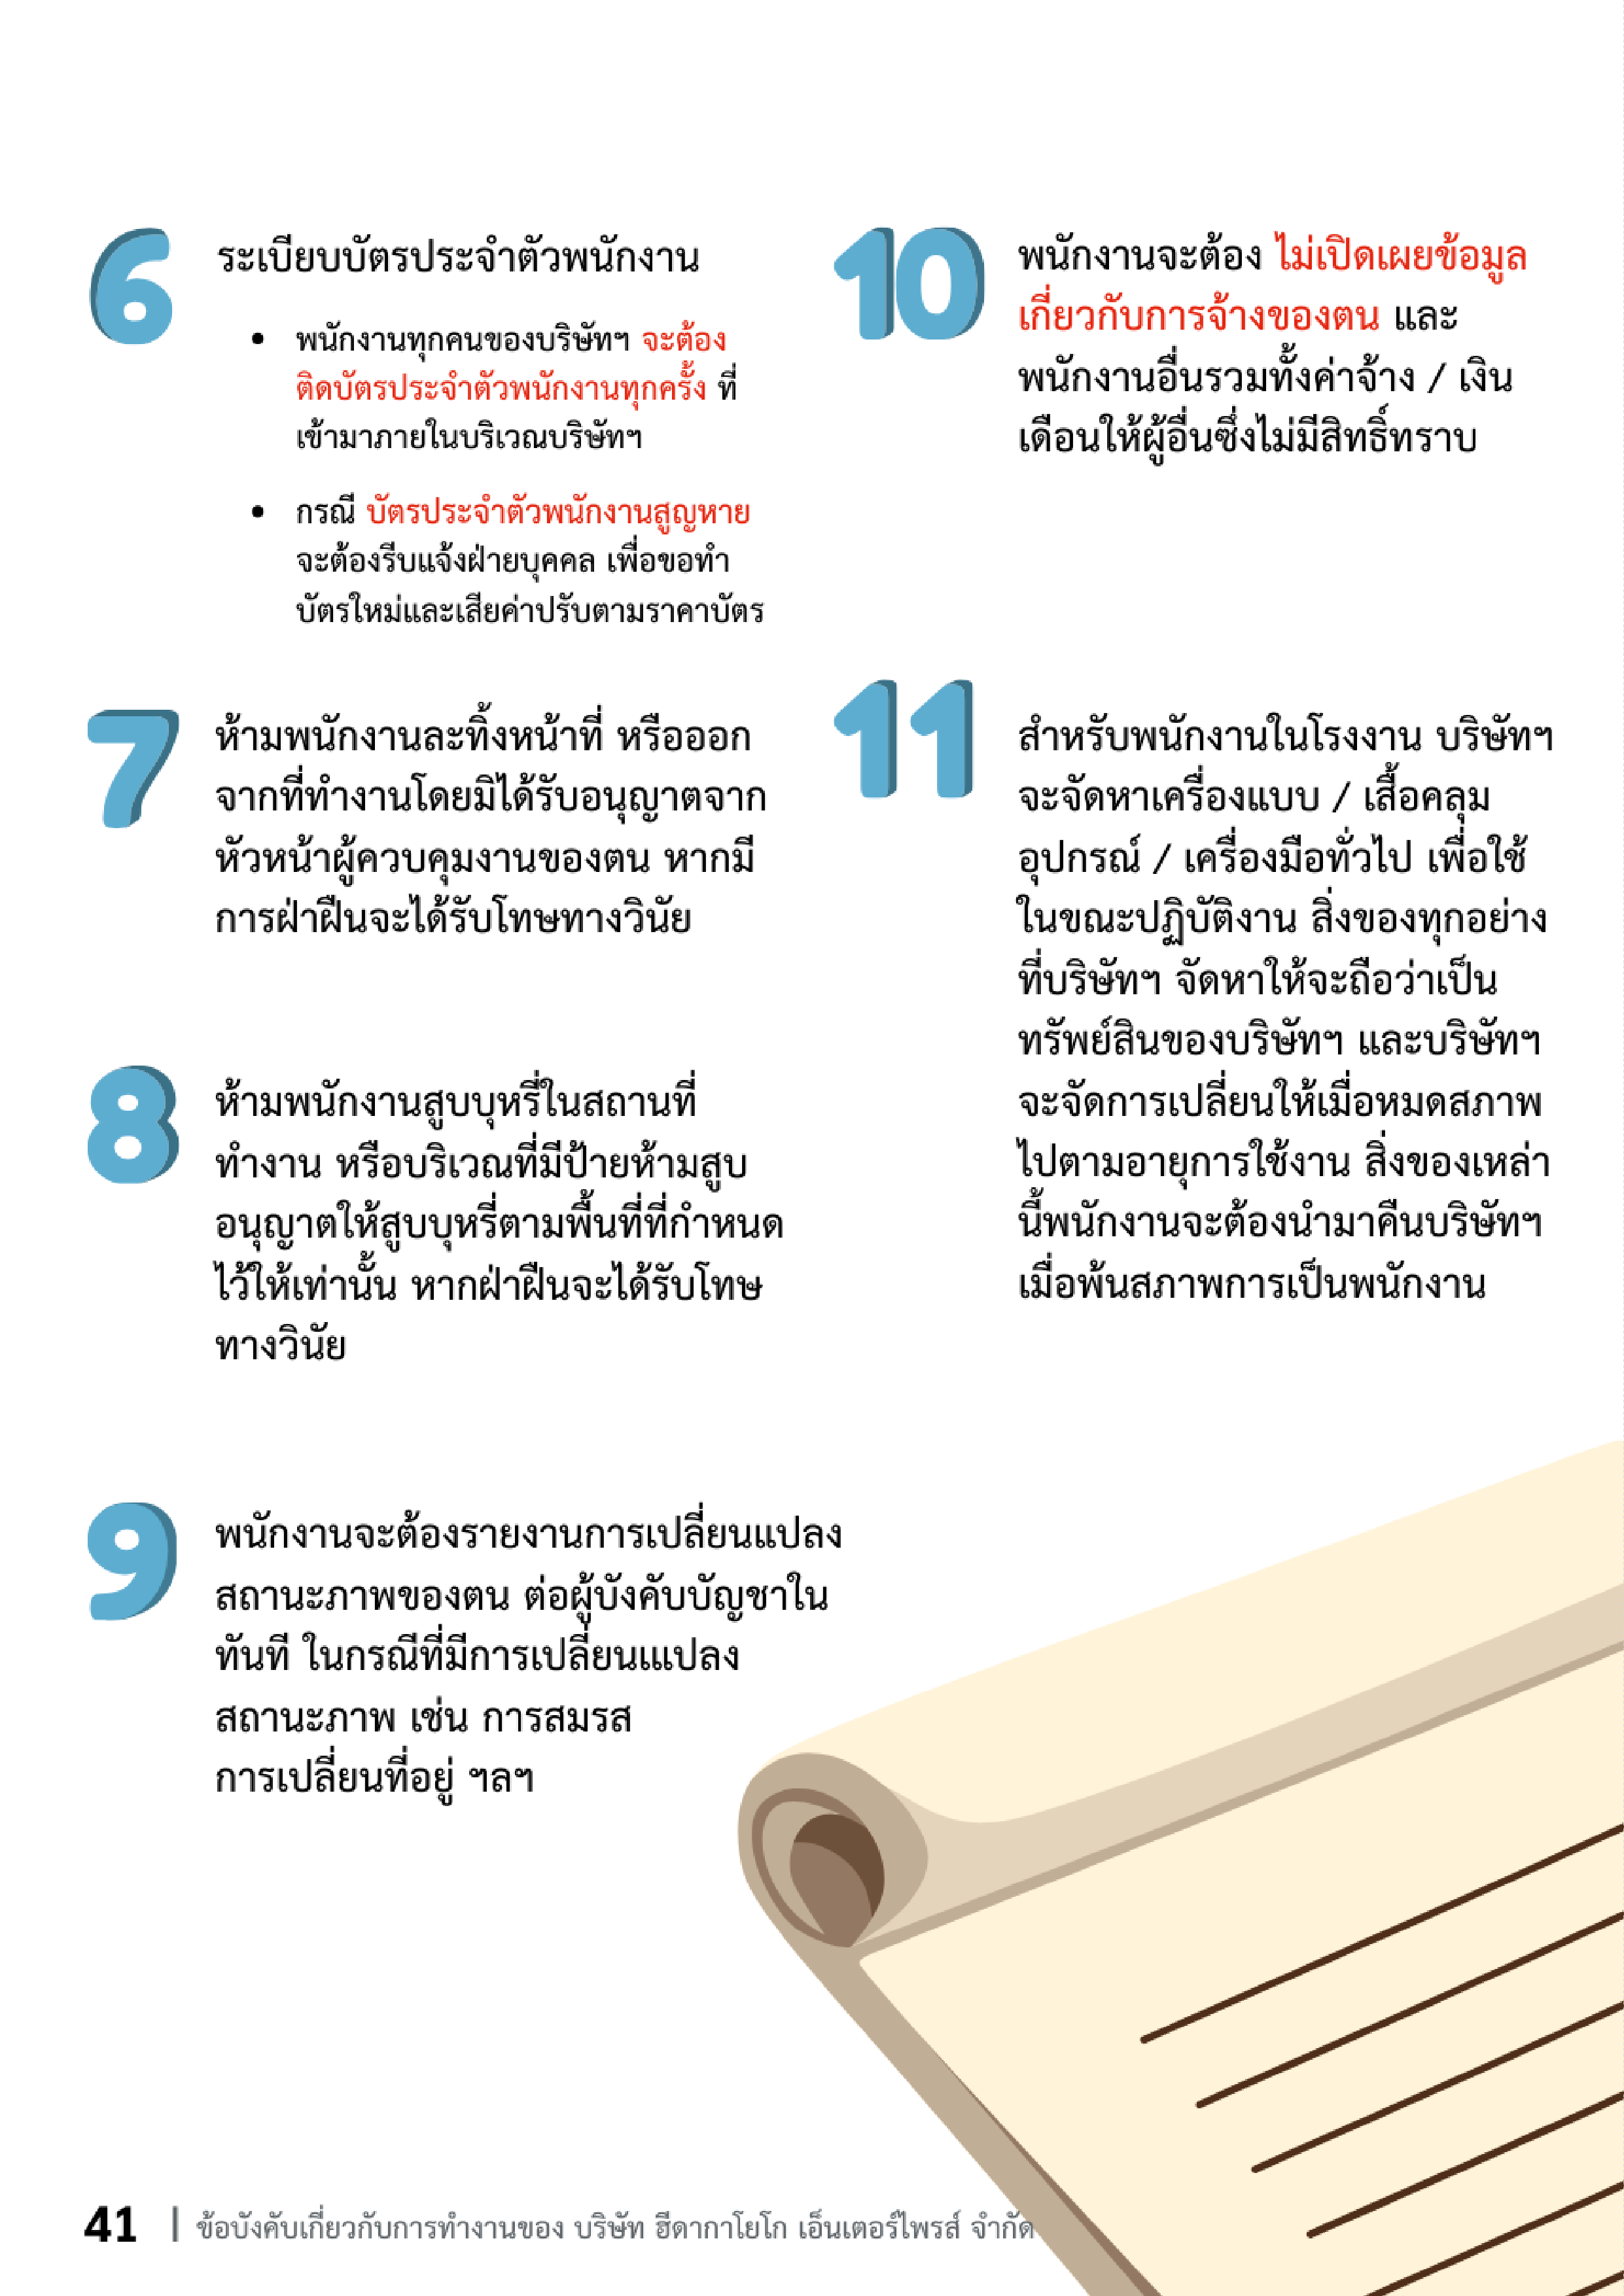 6
ระเบียบบัตรประจำตัวพนักงาน
• พนักงานทุกคนของบริษัทฯ จะต้อง
ติดบัตรประจำตัวพนักงานทุกครั้ง ที่
เข้ามาภายในบริเวณบริษัทฯ
• กรณี บัตรประจำตัวพนักงานสูญหาย
จะต้องรีบแจ้งฝ่ายบุคคล เพื่อขอทำ
บัตรใหม่และเสียค่าปรับตามราคาบัตร
7
ห้ามพนักงานละทิ้งหน้าที่ หรือออก
จากที่ทำงานโดยมิได้รับอนุญาตจาก
หัวหน้าผู้ควบคุมงานของตน หากมี
การฝ่าฝืนจะได้รับโทษทางวินัย
8
ห้ามพนักงานสูบบุหรี่ในสถานที่
ทำงาน หรือบริเวณที่มีป้ายห้ามสูบ
อนุญาตให้สูบบุหรี่ตามพื้นที่ที่กำหนด
ไว้ให้เท่านั้น หากฝ่าฝืนจะได้รับโทษ
ทางวินัย
9
พนักงานจะต้องรายงานการเปลี่ยนแปลง
สถานะภาพของตน ต่อผู้บังคับบัญชาใน
ทันที ในกรณีที่มีการเปลี่ยนแปลง
สถานะภาพ เช่น การสมรส
การเปลี่ยนที่อยู่ ฯลฯ
10
พนักงานจะต้อง ไม่เปิดเผยข้อมูล
เกี่ยวกับการจ้างของตน และ
พนักงานอื่นรวมทั้งค่าจ้าง / เงิน
เดือนให้ผู้อื่นซึ่งไม่มีสิทธิ์ทราบ
11
สำหรับพนักงานในโรงงาน บริษัทฯ
จะจัดหาเครื่องแบบ / เสื้อคลุม
อุปกรณ์ / เครื่องมือทั่วไป เพื่อใช้
ในขณะปฏิบัติงาน สิ่งของทุกอย่าง
ที่บริษัทฯ จัดหาให้จะถือว่าเป็น
ทรัพย์สินของบริษัทฯ และบริษัทฯ
จะจัดการเปลี่ยนให้เมื่อหมดสภาพ
ไปตามอายุการใช้งาน สิ่งของเหล่า
นี้พนักงานจะต้องนำมาคืนบริษัทฯ
เมื่อพ้นสภาพการเป็นพนักงาน
41 | ข้อบังคับเกี่ยวกับการทำงานของ บริษัท ฮีดากาโยโก เอ็นเตอร์ไพรส์ จำกัด